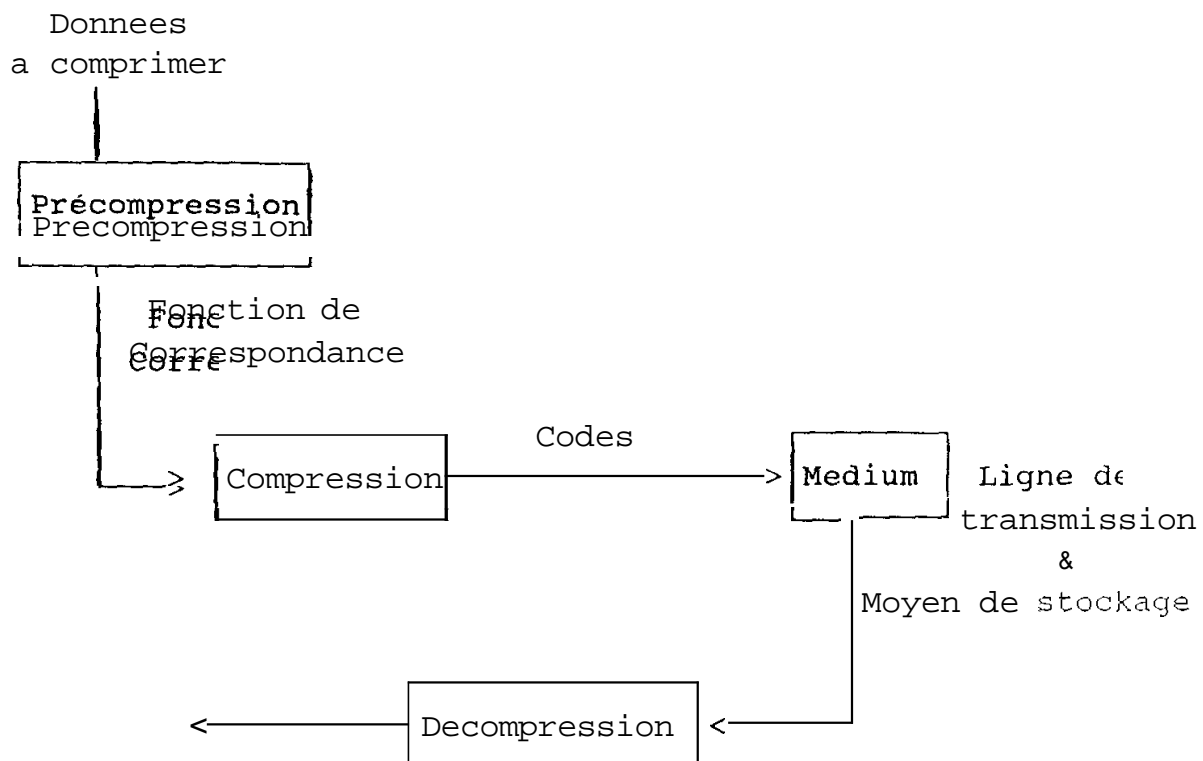 Donnees
a comprimer
Précompression
Precompression
Fonction de
Correspondance
Codes
Compression
Medium
Ligne de
transmission
&
Moyen de stockage
Decompression